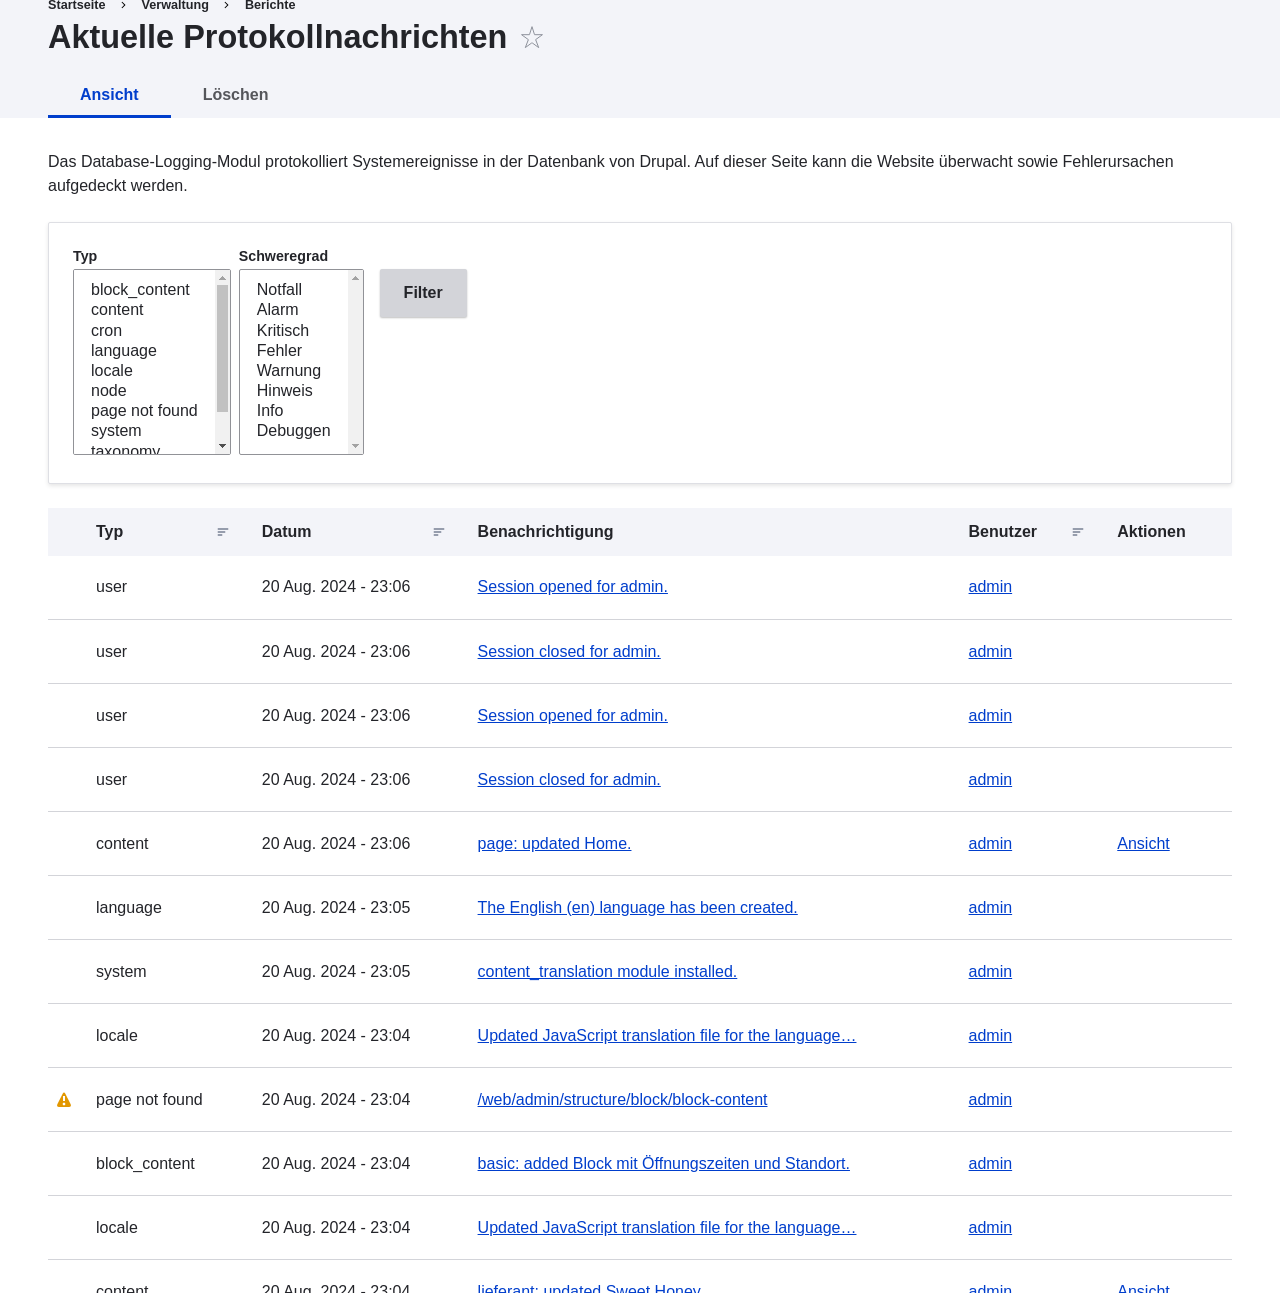 Startseite > Verwaltung > Berichte
Aktuelle Protokollnachrichten
Ansicht Löschen
Das Database-Logging-Modul protokolliert Systemereignisse in der Datenbank von Drupal. Auf dieser Seite kann die Website überwacht sowie Fehlerursachen
aufgedeckt werden.
Typ
block_content
content
cron
language
locale
node
page not found
system
taxonomy
Schweregrad
Notfall
Alarm
Kritisch
Fehler
Warnung
Hinweis
Info
Debuggen
Filter
Typ Datum Benachrichtigung Benutzer Aktionen
user 20 Aug. 2024 - 23:06 Session opened for admin. admin
user 20 Aug. 2024 - 23:06 Session closed for admin. admin
user 20 Aug. 2024 - 23:06 Session opened for admin. admin
user 20 Aug. 2024 - 23:06 Session closed for admin. admin
content 20 Aug. 2024 - 23:06 page: updated Home. admin Ansicht
language 20 Aug. 2024 - 23:05 The English (en) language has been created. admin
system 20 Aug. 2024 - 23:05 content_translation module installed. admin
locale 20 Aug. 2024 - 23:04 Updated JavaScript translation file for the language… admin
page not found 20 Aug. 2024 - 23:04 /web/admin/structure/block/block-content admin
block_content 20 Aug. 2024 - 23:04 basic: added Block mit Öffnungszeiten und Standort. admin
locale 20 Aug. 2024 - 23:04 Updated JavaScript translation file for the language… admin
content 20 Aug. 2024 - 23:04 lieferant: updated Sweet Honey. admin Ansicht